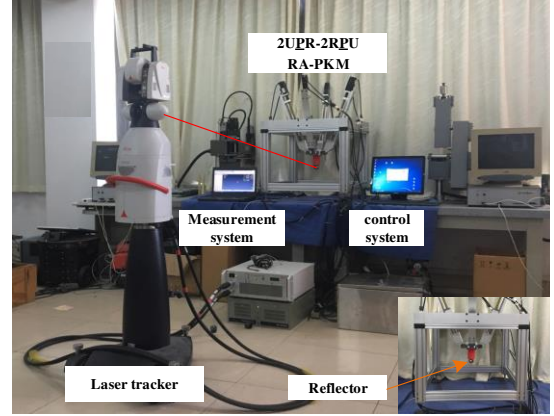 2UPR-2RPU
RA-PKM
Measurement
system
control
system
Laser tracker
Reflector